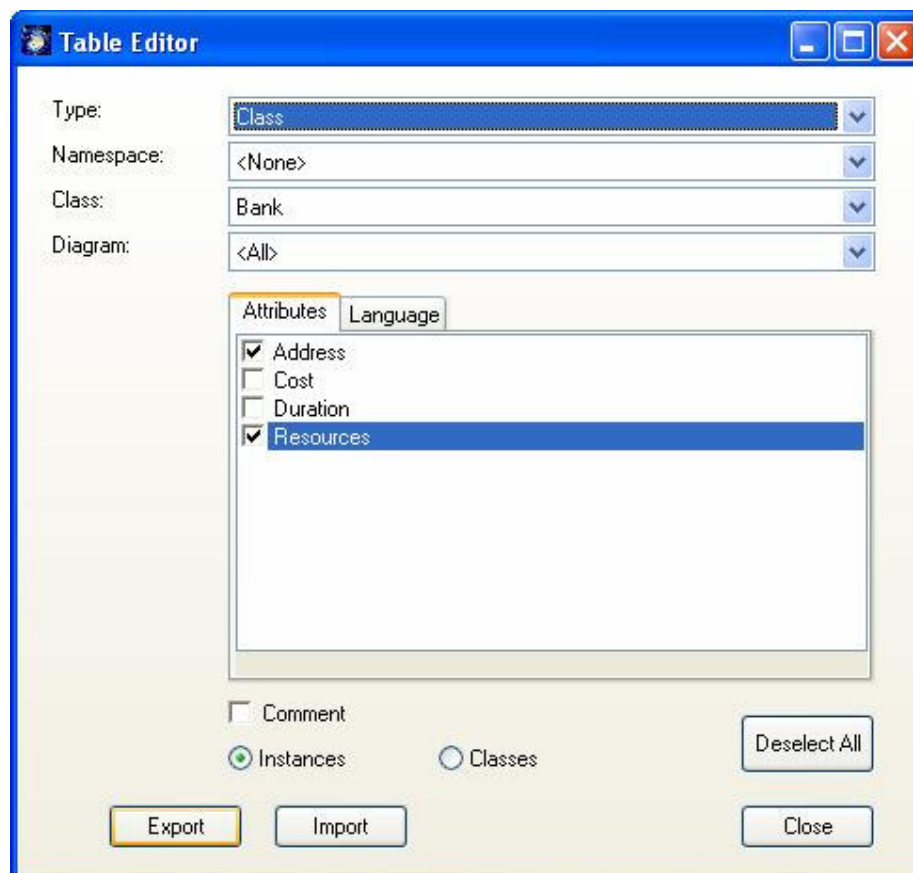 Table Editor
Type: Class
Namespace: <None>
Class: Bank
Diagram: <All>
Attributes Language
Address
Cost
Duration
Resources
Comment
Instances Classes Deselect All
Export Import Close